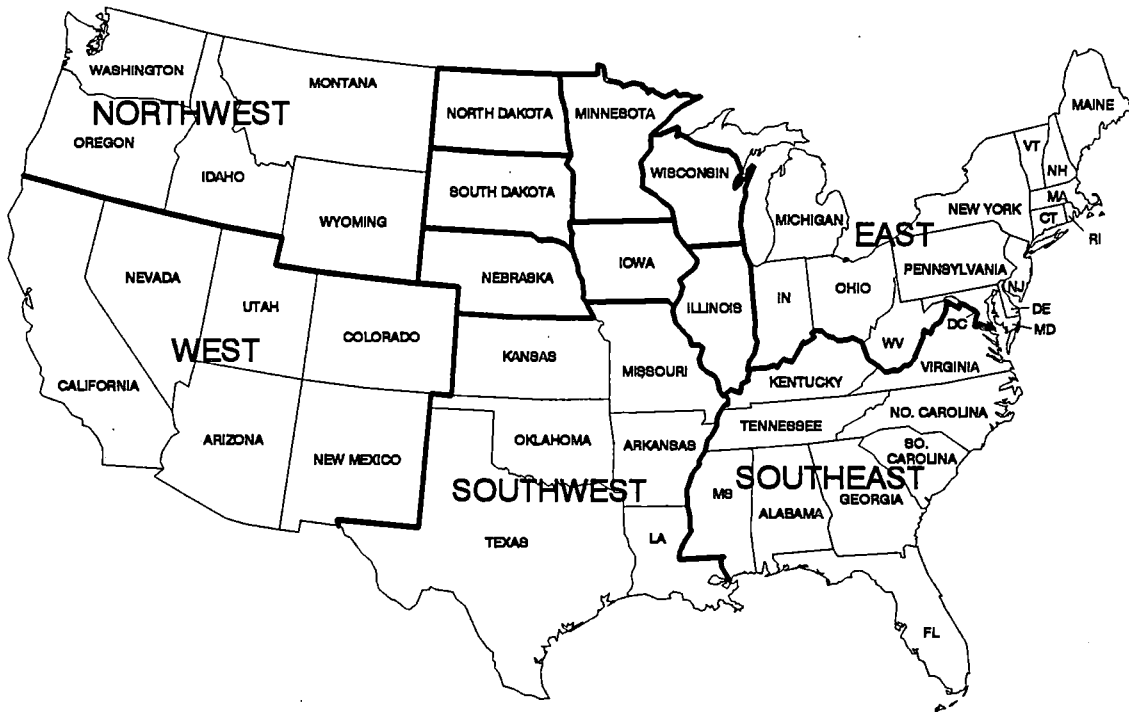 WASHINGTON
MONTANA
NORTHWEST
OREGON
IDAHO
WYOMING
NORTH DAKOTA
MINNESOTA
SOUTH DAKOTA
WISCONSIN
NEBRASKA
IOWA
ILLINOIS
MICHIGAN
MAINE
VT
NH
NEW YORK
MA
CT
RI
EAST
PENNSYLVANIA
NJ
OHIO
IN
DE
DC
MD
WV
NEVADA
UTAH
COLORADO
WEST
CALIFORNIA
ARIZONA
NEW MEXICO
KANSAS
MISSOURI
OKLAHOMA
ARKANSAS
SOUTHWEST
TEXAS
LA
VIRGINIA
KENTUCKY
NO. CAROLINA
TENNESSEE
SO.
CAROLINA
SOUTHEAST
MS
ALABAMA
GEORGIA
FL